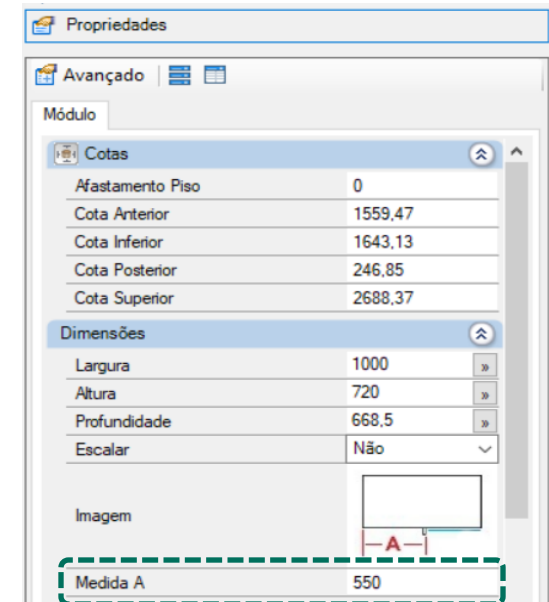 Propriedades
Avançado
Módulo
Cotas
Afastamento Piso 0
Cota Anterior 1559,47
Cota Inferior 1643,13
Cota Posterior 246,85
Cota Superior 2688,37
Dimensões
Largura 1000 »
Altura 720 »
Profundidade 668,5 »
Escalar Não
Imagem
A
Medida A 550